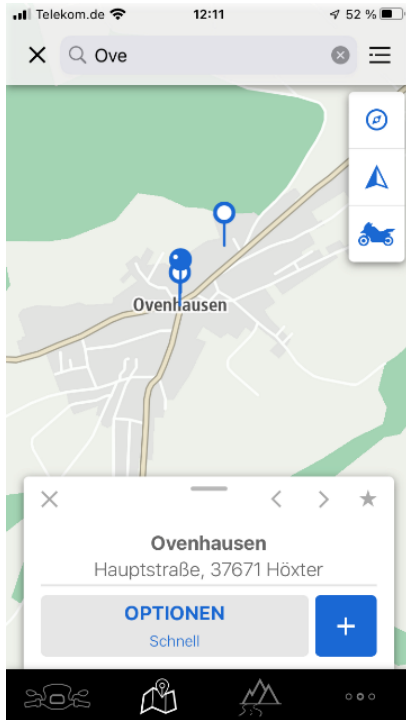 Telekom.de 12:11 52 %
Ove
Ovenhausen
Ovenhausen
Hauptstraße, 37671 Höxter
OPTIONEN
Schnell